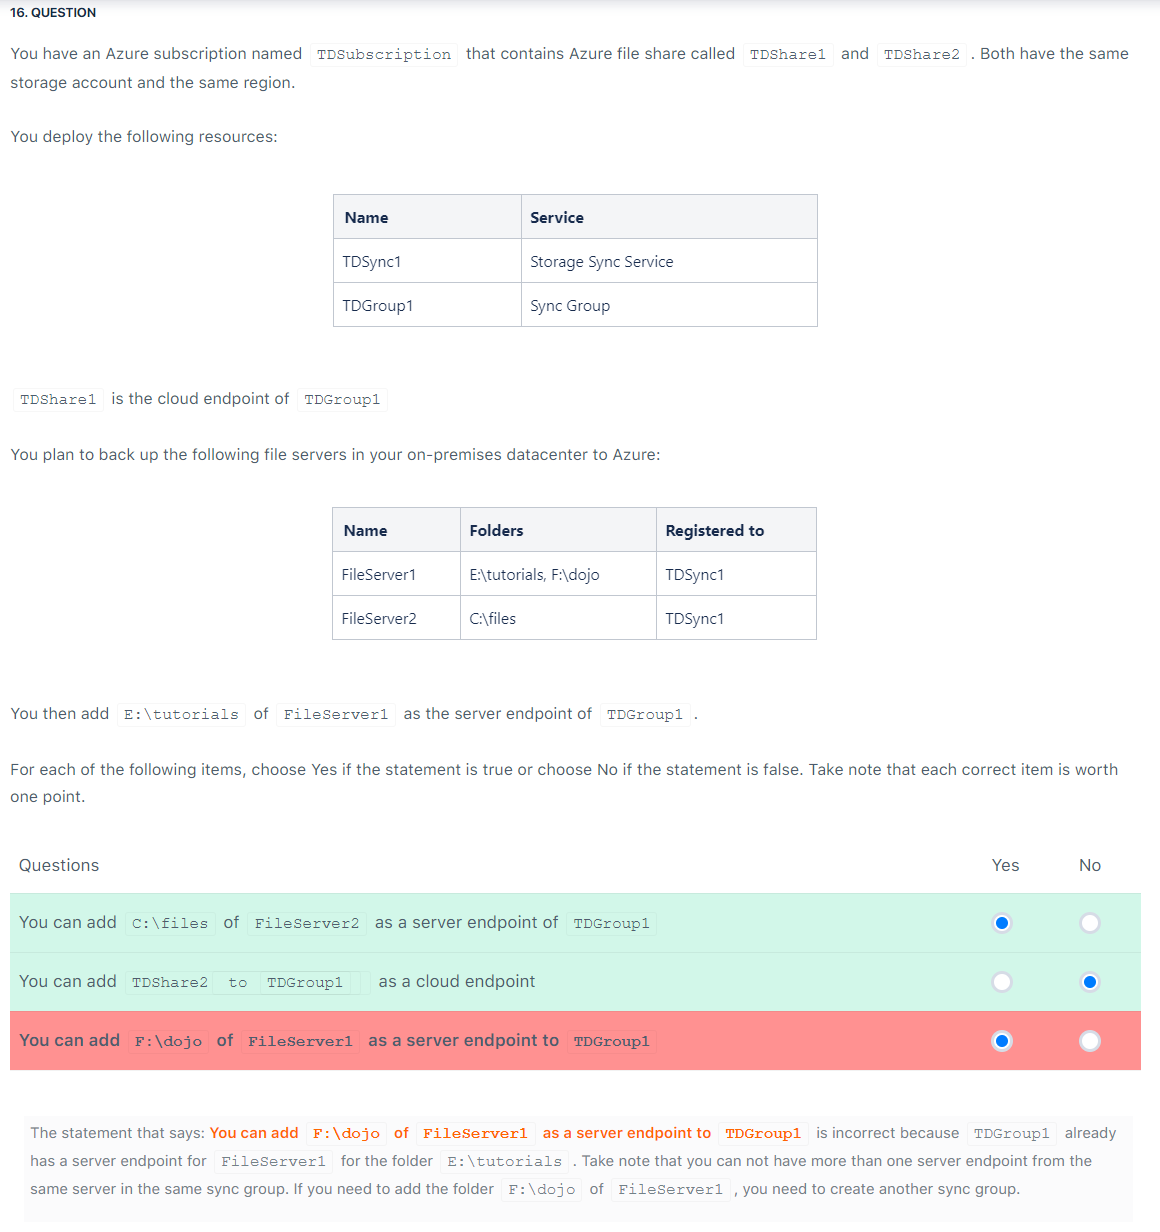 16. QUESTION
You have an Azure subscription named TDSubscription that contains Azure file share called TDShare1 and TDShare2 . Both have the same
storage account and the same region.
You deploy the following resources:
Name Service
TDSync1 Storage Sync Service
TDGroup1 Sync Group
TDShare1 is the cloud endpoint of TDGroup1
You plan to back up the following file servers in your on-premises datacenter to Azure:
Name Folders Registered to
FileServer1 E:\tutorials, F:\dojo TDSync1
FileServer2 C:\files TDSync1
You then add E:\tutorials of FileServer1 as the server endpoint of TDGroup1 .
For each of the following items, choose Yes if the statement is true or choose No if the statement is false. Take note that each correct item is worth
one point.
Questions Yes No
You can add C:\files of FileServer2 as a server endpoint of TDGroup1
You can add TDShare2 to TDGroup1 as a cloud endpoint
You can add F:\dojo of FileServer1 as a server endpoint to TDGroup1
The statement that says: You can add F:\dojo of FileServer1 as a server endpoint to TDGroup1 is incorrect because TDGroup1 already
has a server endpoint for FileServer1 for the folder E:\tutorials . Take note that you can not have more than one server endpoint from the
same server in the same sync group. If you need to add the folder F:\dojo of FileServer1 , you need to create another sync group.